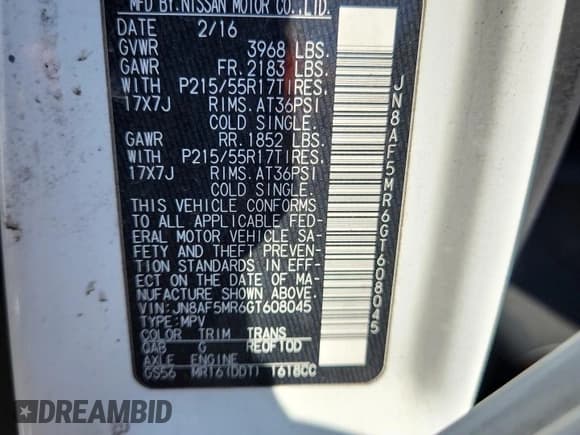 MFD BY.NISSAN MOTOR CO.,LTD.
2/16
GVWR 3968 LBS.
GAWR FR.2183 LBS.
WITH P215/55R17TIRES.
17X7J RIMS.AT36PSI
COLD SINGLE.
GAWR RR.1852 LBS.
WITH P215/55R17TIRES.
17X7J RIMS.AT36PSI
COLD SINGLE.
THIS VEHICLE CONFORMS
TO ALL APPLICABLE FED-
ERAL MOTOR VEHICLE SA-
FETY AND THEFT PREVEN-
TION STANDARDS IN EFF-
ECT ON THE DATE OF MA-
NUFACTURE SHOWN ABOVE.
VIN:JN8AF5MR6GT608045
TYPE:MPV
COLOR TRIM TRANS
QAB G RE0F10D
AXLE ENGINE
GS56 MR16(DDT) 1618CC
JN8AF5MR6GT608045
DREAMBID